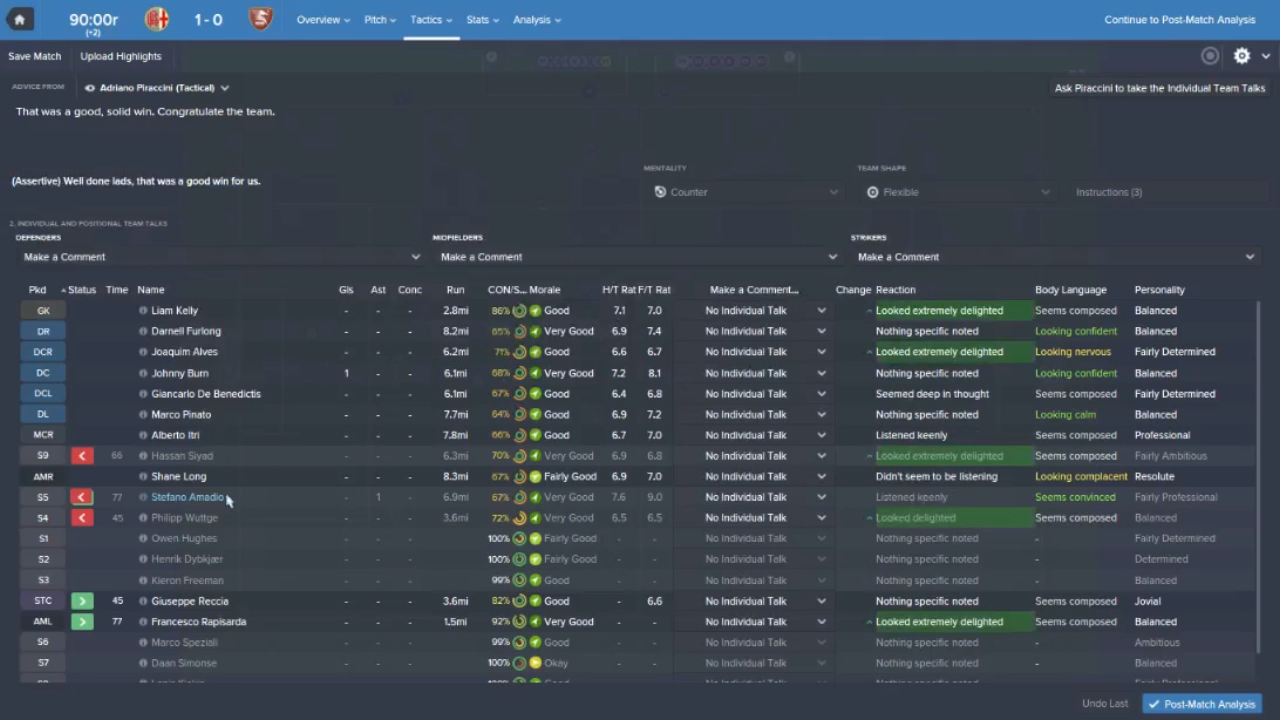 90:00r 1 - 0 Overview Pitch Tactics Stats Analysis Continue to Post-Match Analysis
(+2)
Save Match Upload Highlights
ADVICE FROM Adriano Piraccini (Tactical) Ask Piraccini to take the Individual Team Talks
That was a good, solid win. Congratulate the team.
MENTALITY TEAM SHAPE
(Assertive) Well done lads, that was a good win for us. Counter Flexible Instructions (3)
2. INDIVIDUAL AND POSITIONAL TEAM TALKS
DEFENDERS MIDFIELDERS STRIKERS
Make a Comment Make a Comment Make a Comment
Pkd Status Time Name Gls Ast Conc Run CON/S... Morale H/T Rat F/T Rat Make a Comment... Change Reaction Body Language Personality
GK Liam Kelly - - - 2.8mi 86% Good 7.1 7.0 No Individual Talk Looked extremely delighted Seems composed Balanced
DR Darnell Furlong - - - 8.2mi 65% Very Good 6.9 7.4 No Individual Talk Nothing specific noted Looking confident Balanced
DCR Joaquim Alves - - - 6.2mi 71% Good 6.6 6.7 No Individual Talk Looked extremely delighted Looking nervous Fairly Determined
DC Johnny Burn 1 - - 6.1mi 68% Very Good 7.2 8.1 No Individual Talk Nothing specific noted Looking confident Balanced
DCL Giancarlo De Benedictis - - - 6.1mi 67% Good 6.4 6.8 No Individual Talk Seemed deep in thought Seems composed Fairly Determined
DL Marco Pinato - - - 7.7mi 64% Good 6.9 7.2 No Individual Talk Nothing specific noted Looking calm Balanced
MCR Alberto Itri - - - 7.8mi 66% Good 6.7 7.0 No Individual Talk Listened keenly Seems composed Professional
S9 66 Hassan Siyad - - - 6.3mi 70% Very Good 6.9 6.8 No Individual Talk Looked extremely delighted Seems composed Fairly Ambitious
AMR Shane Long - - - 8.3mi 67% Fairly Good 6.9 7.0 No Individual Talk Didn't seem to be listening Looking complacent Resolute
S5 77 Stefano Amadio - 1 - 6.9mi 67% Very Good 7.6 9.0 No Individual Talk Listened keenly Seems convinced Fairly Professional
S4 45 Philipp Wuttge - - - 3.6mi 72% Very Good 6.5 6.5 No Individual Talk Looked delighted Seems composed Balanced
S1 Owen Hughes - - - 100% Fairly Good - - No Individual Talk Nothing specific noted - Fairly Determined
S2 Henrik Dybkjær - - - 100% Fairly Good - - No Individual Talk Nothing specific noted - Determined
S3 Kieron Freeman - - - 99% Good - - No Individual Talk Nothing specific noted - Balanced
STC 45 Giuseppe Reccia - - - 3.6mi 82% Good - 6.6 No Individual Talk Nothing specific noted Seems composed Jovial
AML 77 Francesco Rapisarda - - - 1.5mi 92% Very Good - - No Individual Talk Looked extremely delighted Seems composed Balanced
S6 Marco Speziali - - - 99% Good - - No Individual Talk Nothing specific noted - Ambitious
S7 Daan Simonse - - - 100% Okay - - No Individual Talk Nothing specific noted - Balanced
Undo Last Post-Match Analysis